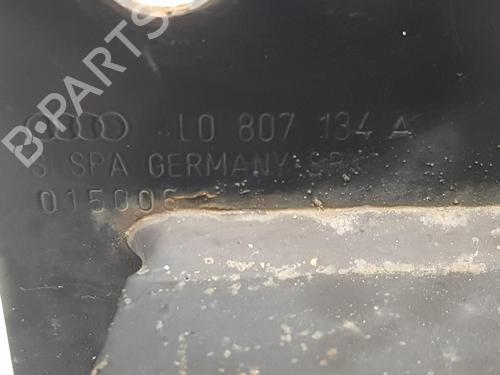 4L0 807 134 A
S SPA GERMANY
015006
B-PARTS